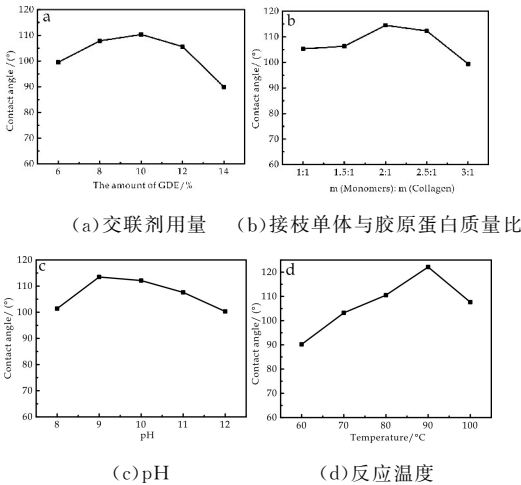 a
Contact angle/(°)
120
110
100
90
80
70
60
6 8 10 12 14
The amount of GDE/%
b
Contact angle/(°)
120
110
100
90
80
70
60
1:1 1.5:1 2:1 2.5:1 3:1
m (Monomers): m (Collagen)
(a)交联剂用量 (b)接枝单体与胶原蛋白质量比
c
Contact angle/ (°)
120
110
100
90
80
70
60
8 9 10 11 12
pH
d
Contact angle/ (°)
120
110
100
90
80
70
60
60 70 80 90 100
Temperature/°C
(c)pH (d)反应温度